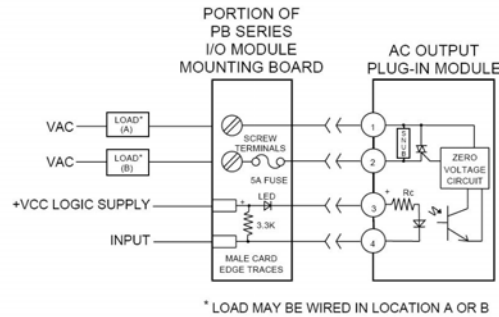 PORTION OF
PB SERIES
I/O MODULE
MOUNTING BOARD
AC OUTPUT
PLUG-IN MODULE
VAC
LOAD*
(A)
1
SCREW
TERMINALS
SNUB
VAC
LOAD*
(B)
2
ZERO
VOLTAGE
CIRCUIT
5A FUSE
+VCC LOGIC SUPPLY
+
LED
3
+
Rc
3.3K
INPUT
4
MALE CARD
EDGE TRACES
* LOAD MAY BE WIRED IN LOCATION A OR B